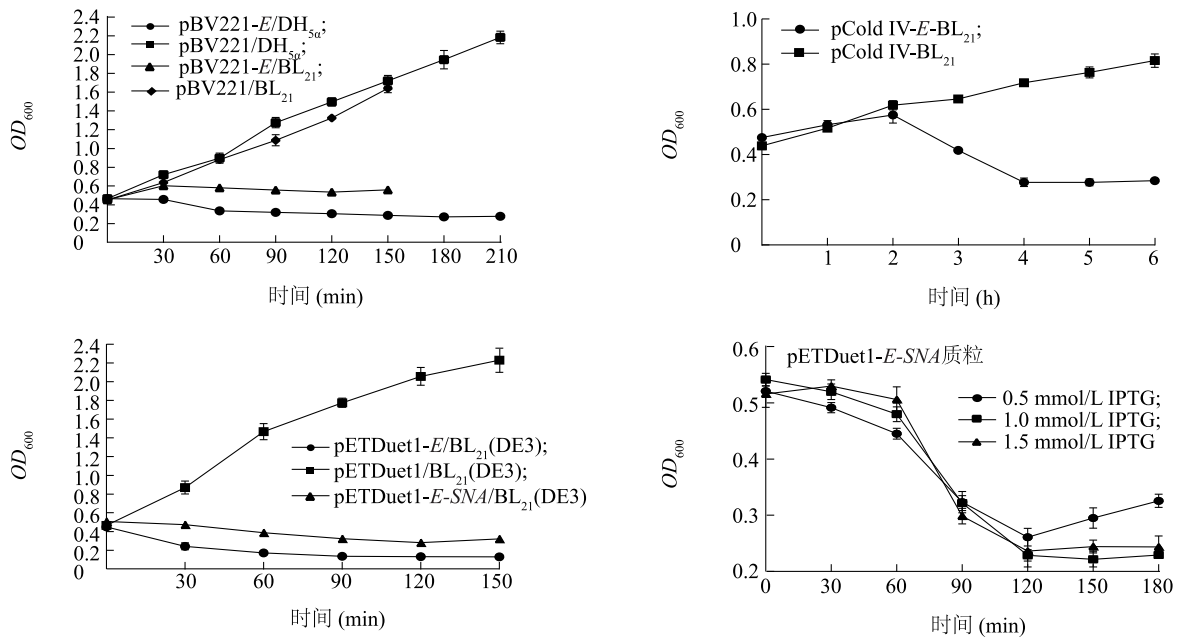 pBV221-E/DH5α;
pBV221/DH5α;
pBV221-E/BL21;
pBV221/BL21
OD600
2.4
2.2
2.0
1.8
1.6
1.4
1.2
1.0
0.8
0.6
0.4
0.2
0
30 60 90 120 150 180 210
时间 (min)
pCold IV-E-BL21;
pCold IV-BL21
OD600
1.0
0.8
0.6
0.4
0.2
0
1 2 3 4 5 6
时间 (h)
OD600
2.4
2.2
2.0
1.8
1.6
1.4
1.2
1.0
0.8
0.6
0.4
0.2
0
pETDuet1-E/BL21(DE3);
pETDuet1/BL21(DE3);
pETDuet1-E-SNA/BL21(DE3)
30 60 90 120 150
时间 (min)
pETDuet1-E-SNA质粒
0.5 mmol/L IPTG;
1.0 mmol/L IPTG;
1.5 mmol/L IPTG
OD600
0.6
0.5
0.4
0.3
0.2
0 30 60 90 120 150 180
时间 (min)